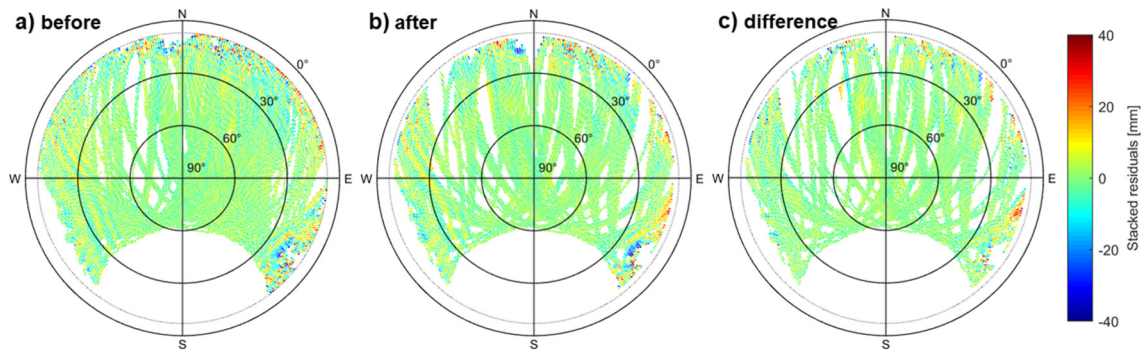 a) before
N
0°
30°
60°
90°
W
E
S
b) after
N
0°
30°
60°
90°
W
E
S
c) difference
N
0°
30°
60°
90°
W
E
S
40
20
0
-20
-40
Stacked residuals [mm]